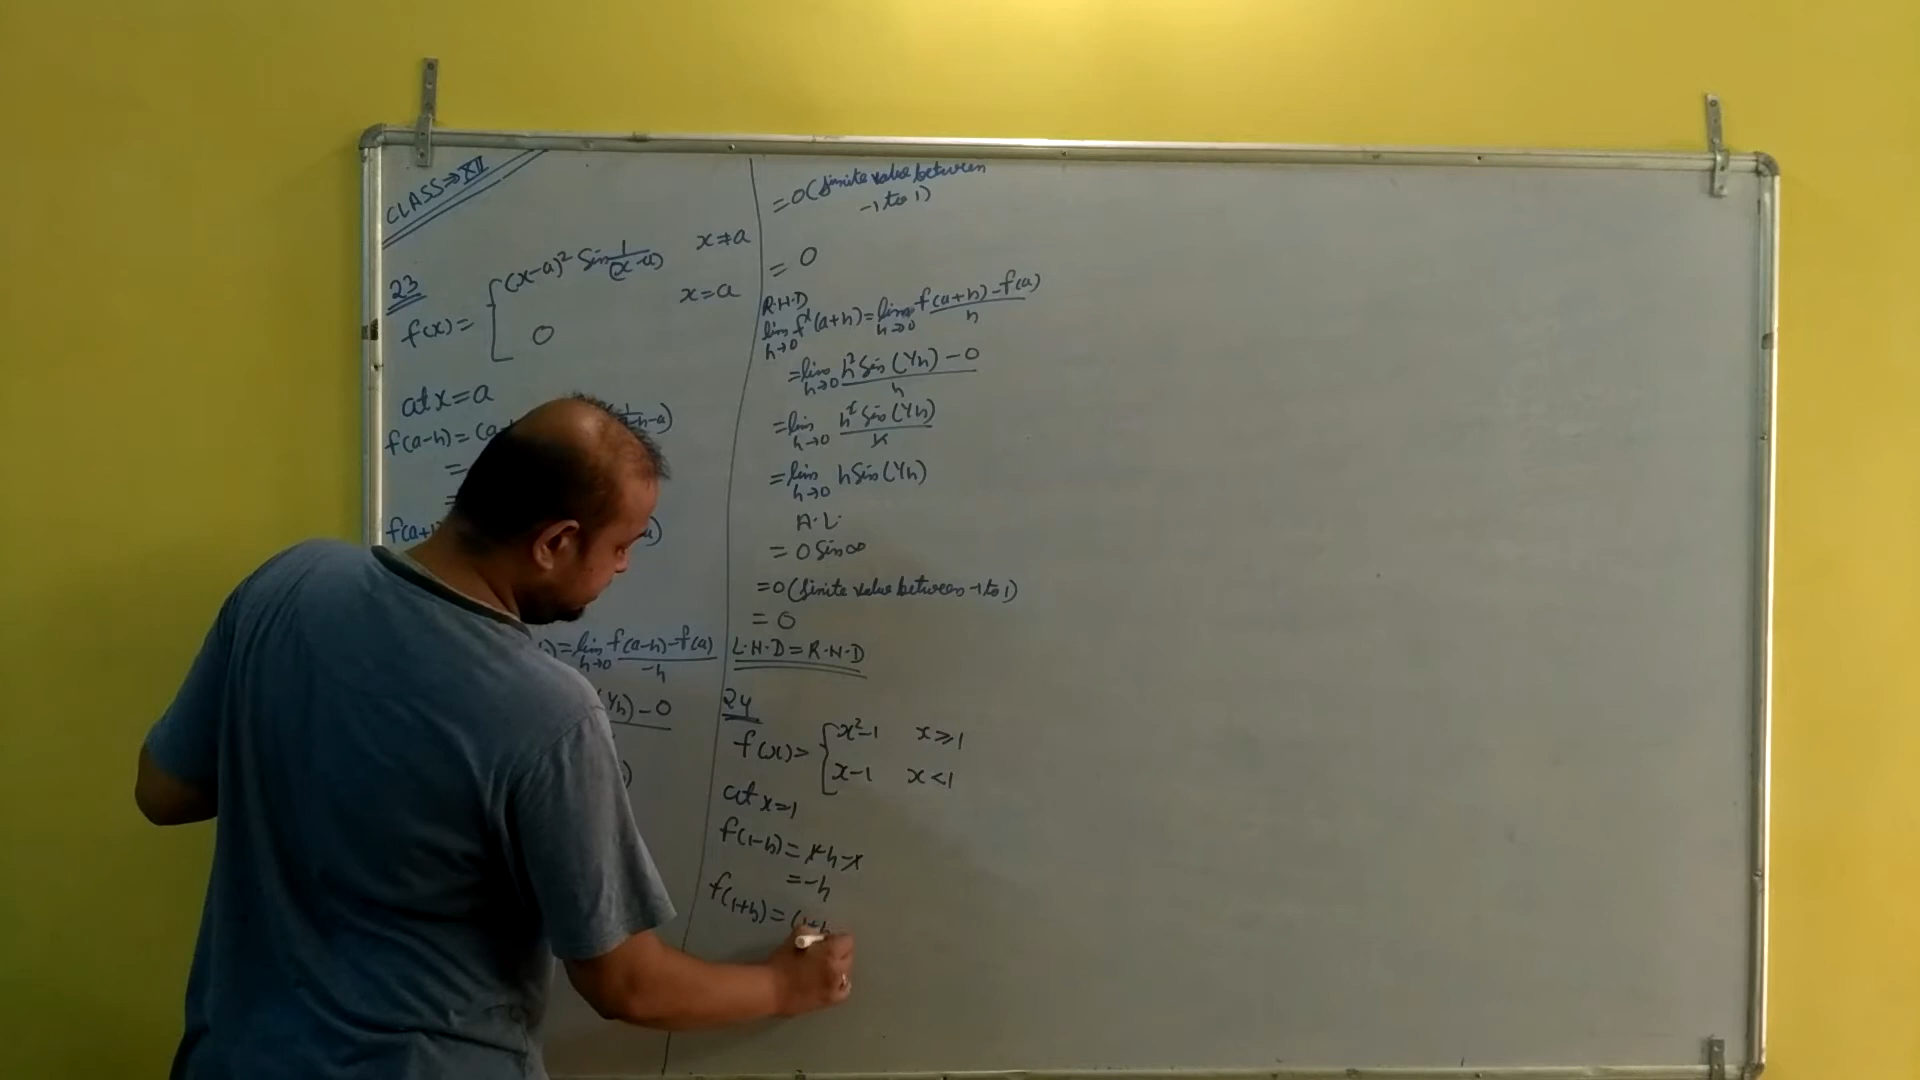 CLASS⇒XII
23
f(x) = { (x-a)² Sin 1/(x-a) x≠a
0 x=a
at x=a
f(a-h) = (a-
=
=
f(a+
)=lim h→0 f(a-h)-f(a)/-h
-0
=0(finite value between
-1 to 1)
= 0
R.H.D
lim h→0 f'(a+h) = lim h→0 f(a+h)-f(a)/h
=lim h→0 h² Sin (1/h) - 0/h
=lim h→0 h² Sin (1/h)/h
=lim h→0 h Sin (1/h)
A.L.
= 0 Sin ∞
=0 (finite value between -1 to 1)
= 0
L.H.D = R.H.D
24
f(x) = { x²-1 x⩾1
x-1 x<1
at x=1
f(1-h) = 1-h-1
= -h
f(1+h) = (1+h